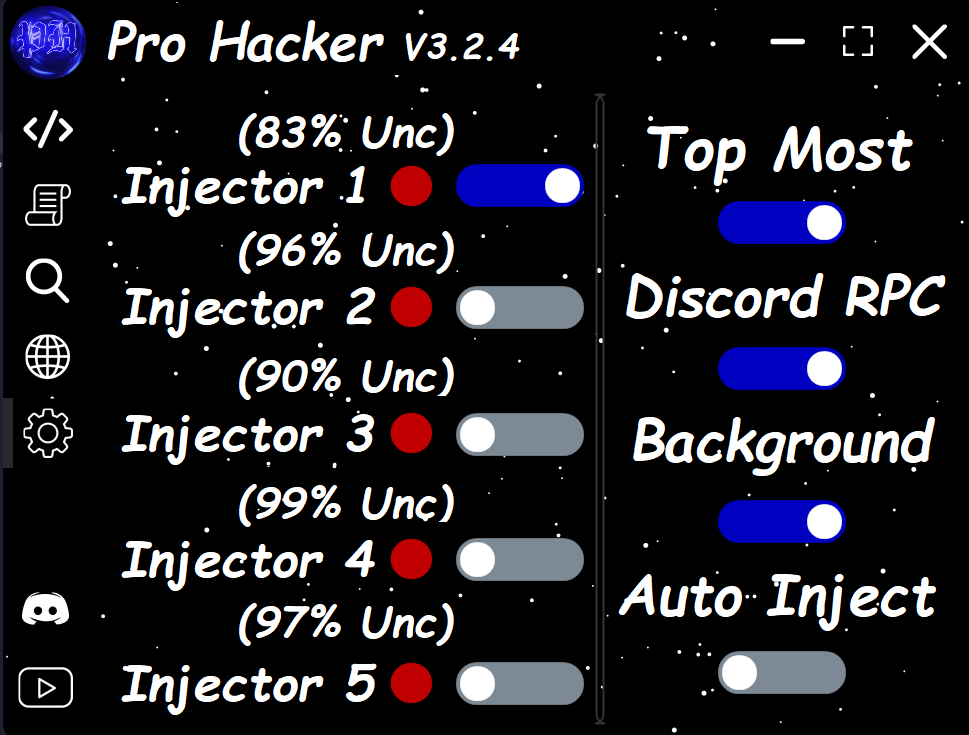 PH
Pro Hacker V3.2.4
(83% Unc)
Injector 1
(96% Unc)
Injector 2
(90% Unc)
Injector 3
(99% Unc)
Injector 4
(97% Unc)
Injector 5
Top Most
Discord RPC
Background
Auto Inject